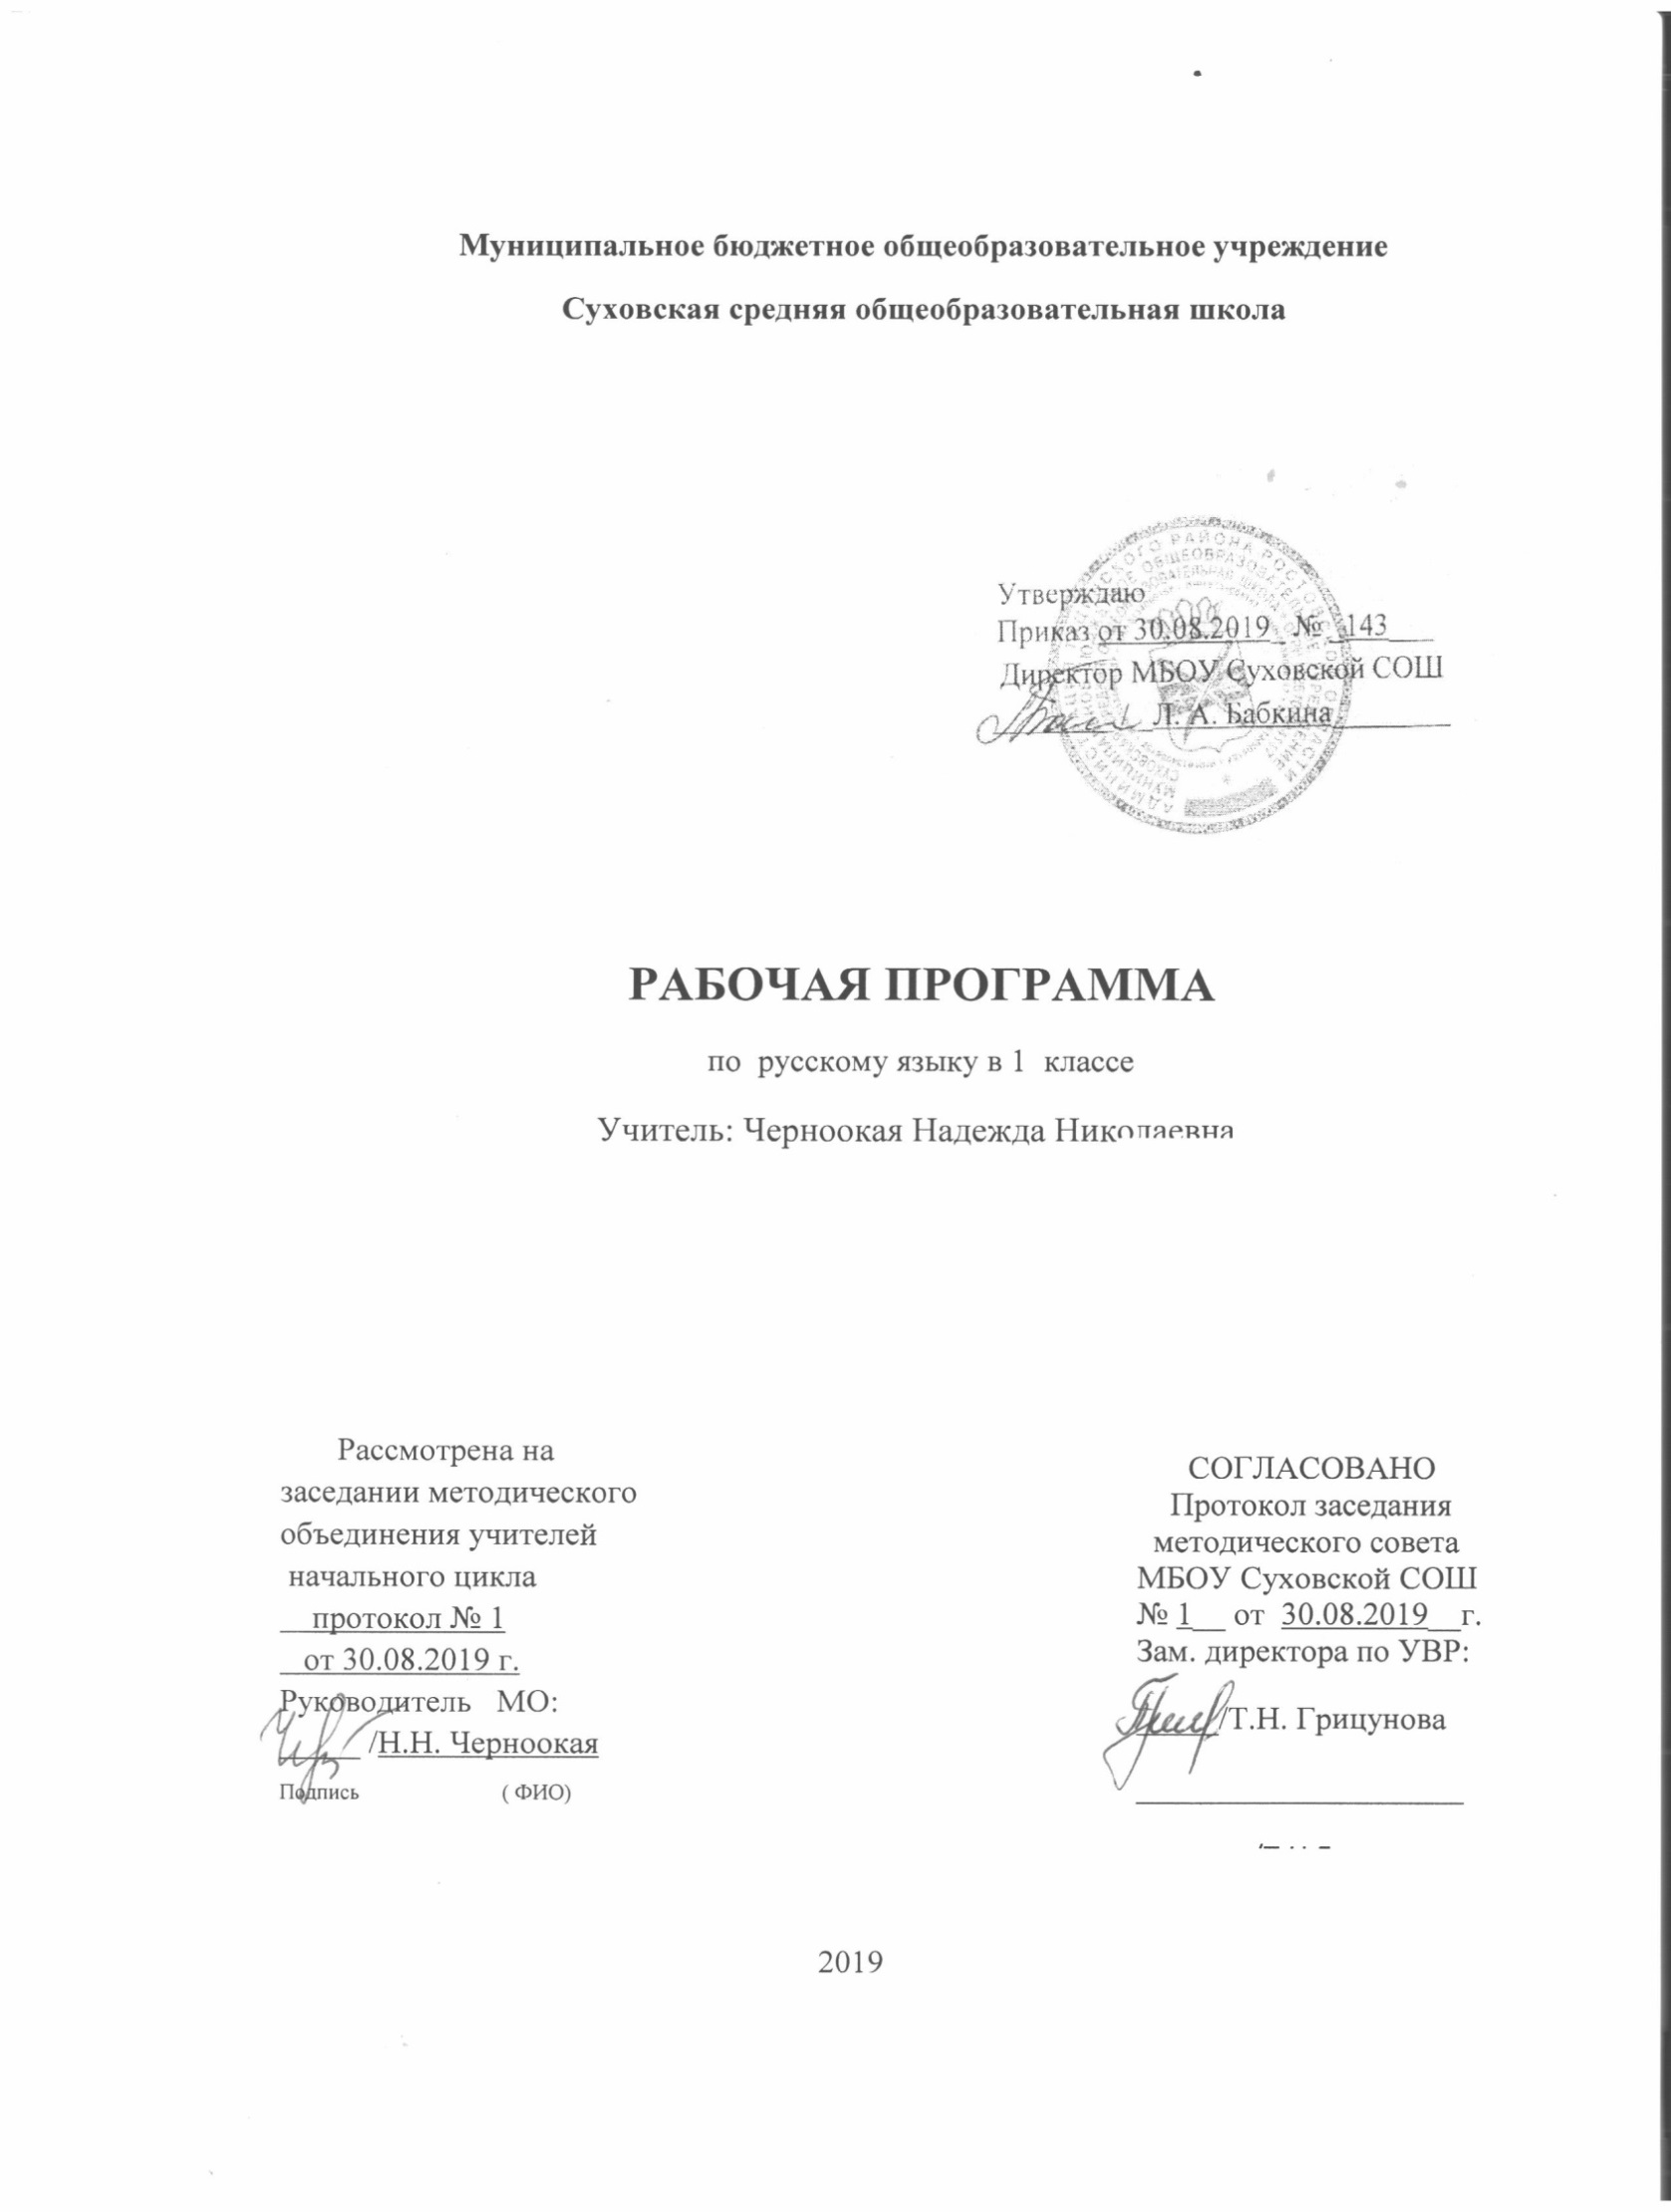 Муниципальное бюджетное общеобразовательное учреждение
Суховская средняя общеобразовательная школа
Утверждаю
Приказ от 30.08.2019 № 143
Директор МБОУ Суховской СОШ
Л. А. Бабкина
РАБОЧАЯ ПРОГРАММА
по русскому языку в 1 классе
Учитель: Черноокая Надежда Николаевна
Рассмотрена на
заседании методического
объединения учителей
начального цикла
протокол № 1
от 30.08.2019 г.
Руководитель МО:
/Н.Н. Черноокая
Подпись ( ФИО)
СОГЛАСОВАНО
Протокол заседания
методического совета
МБОУ Суховской СОШ
№ 1 от 30.08.2019 г.
Зам. директора по УВР:
/Т.Н. Грицунова
2019